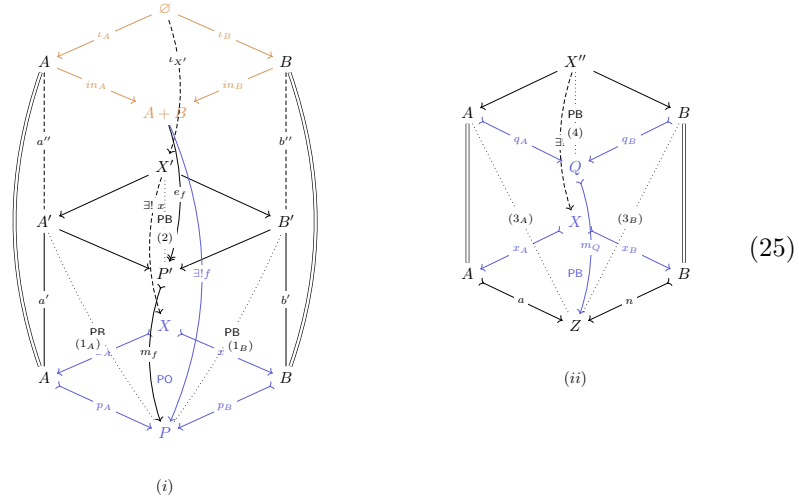 ∅
ι_A ι_B
A B X''
ι_{X'}
in_A in_B
A + B A PB B
(4)
a'' b'' q_A ∃! q_B
X' Q
e_f
∃! x
PB
A' B' (3_A) X (3_B)
(2) m_Q
x_A x_B (25)
P' A PB B
∃!f
a' b' a n
X Z
PB PB
(1_A) (1_B)
m_f x
A PO B (ii)
p_A p_B
P
(i)